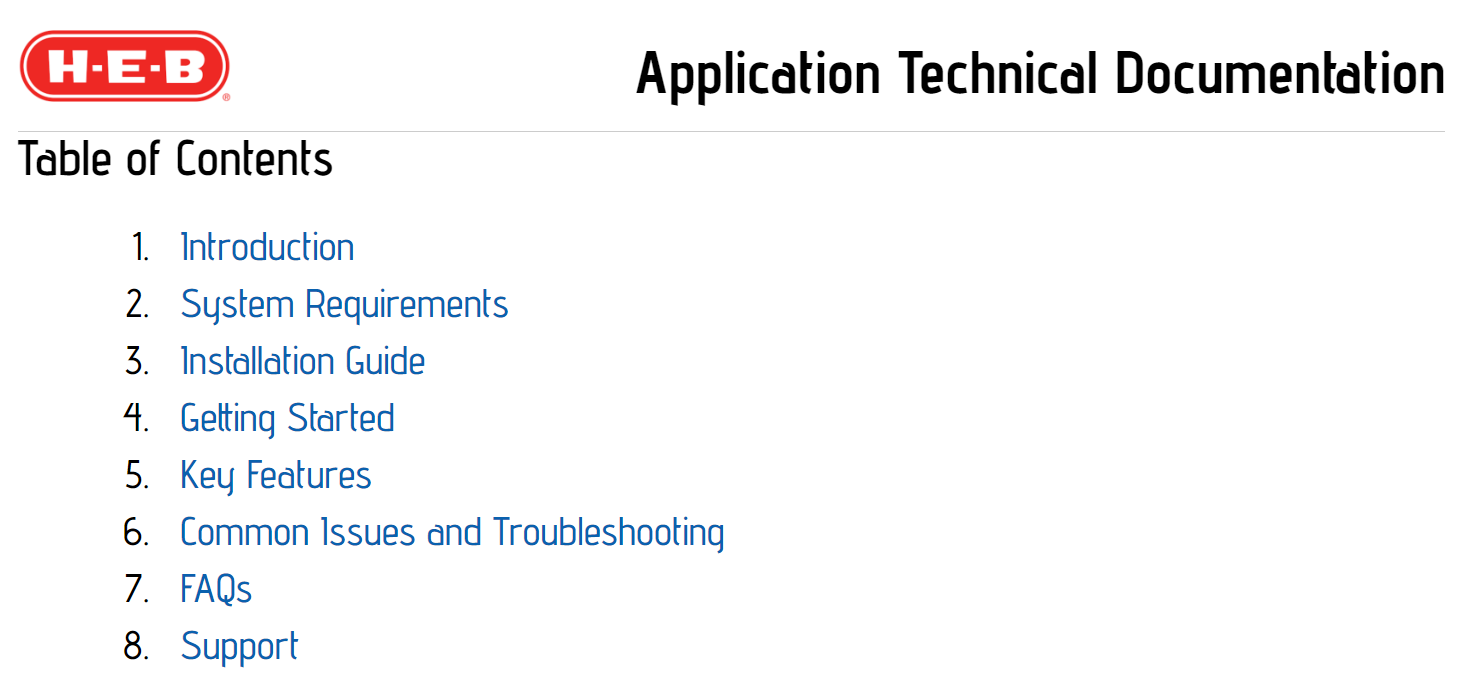 H-E-B®
Application Technical Documentation
Table of Contents
1. Introduction
2. System Requirements
3. Installation Guide
4. Getting Started
5. Key Features
6. Common Issues and Troubleshooting
7. FAQs
8. Support